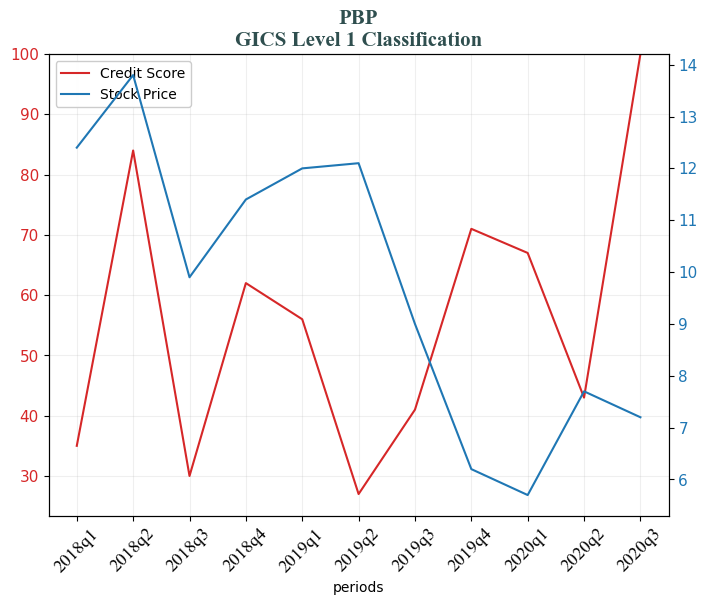 PBP
GICS Level 1 Classification
Credit Score
Stock Price
100
90
80
70
60
50
40
30
14
13
12
11
10
9
8
7
6
2018q1
2018q2
2018q3
2018q4
2019q1
2019q2
2019q3
2019q4
2020q1
2020q2
2020q3
periods